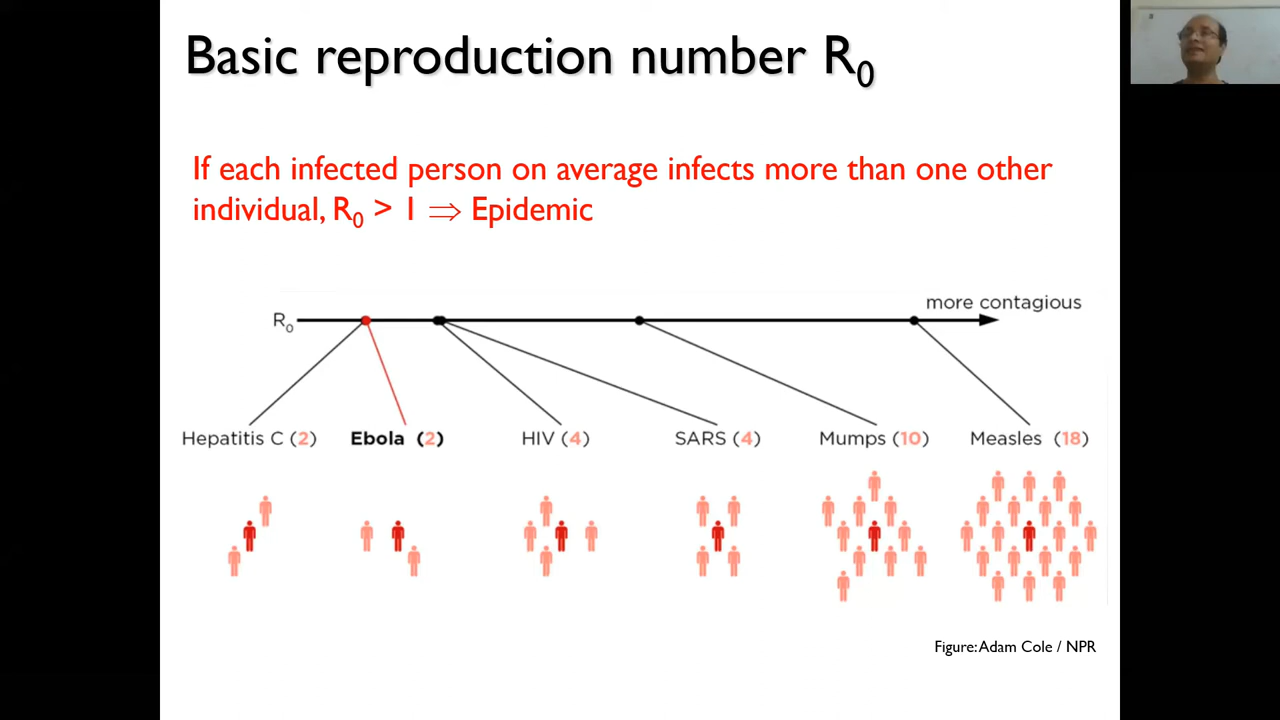 Basic reproduction number R₀
If each infected person on average infects more than one other
individual, R₀ > 1 ⇒ Epidemic
more contagious
R₀
Hepatitis C (2) Ebola (2) HIV (4) SARS (4) Mumps (10) Measles (18)
Figure: Adam Cole / NPR